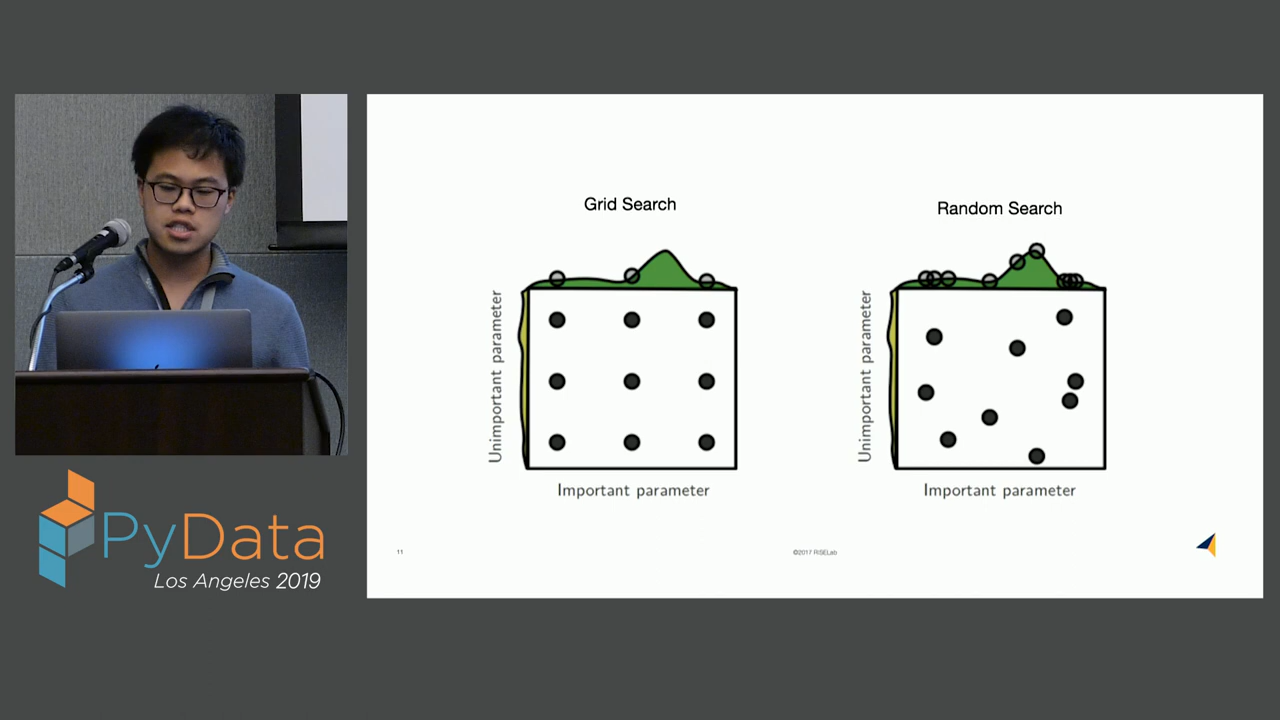 Grid Search
Random Search
Unimportant parameter
Important parameter
Unimportant parameter
Important parameter
11
©2017 RISELab
PyData
Los Angeles 2019